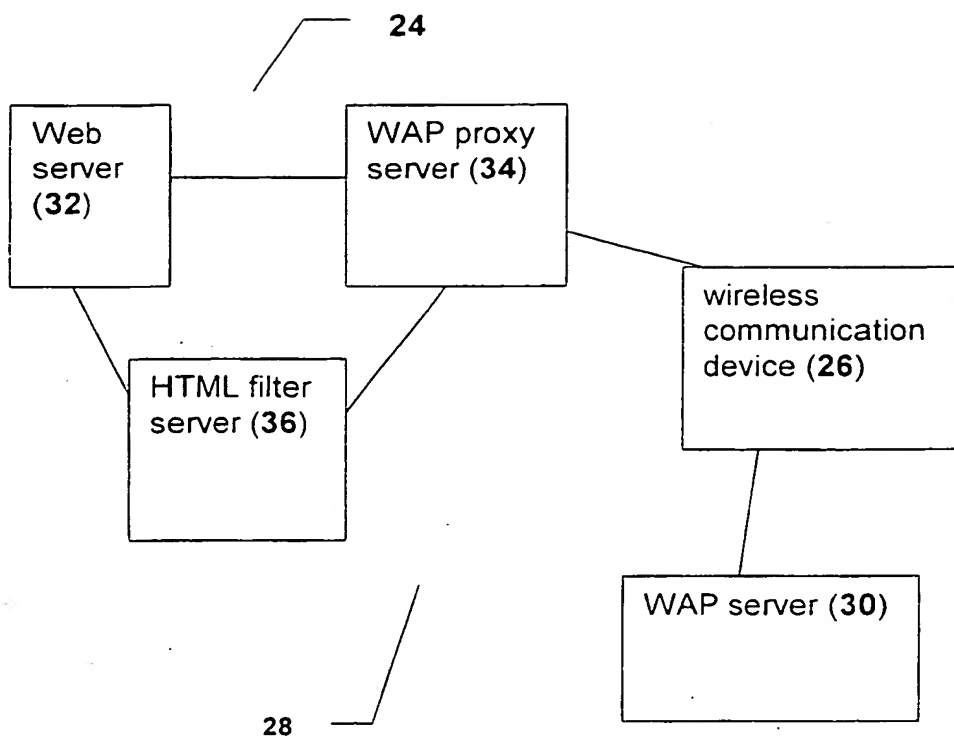 24
Web
server
(32)
WAP proxy
server (34)
wireless
communication
device (26)
HTML filter
server (36)
WAP server (30)
28